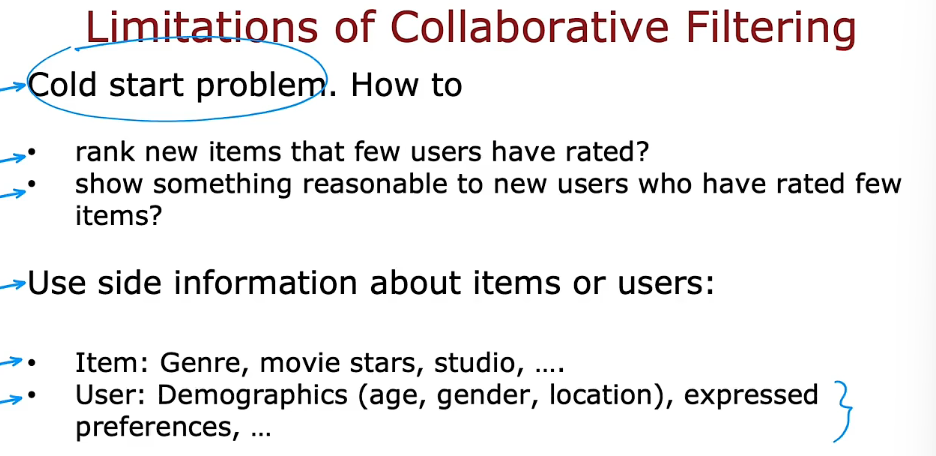 Limitations of Collaborative Filtering
Cold start problem. How to
• rank new items that few users have rated?
• show something reasonable to new users who have rated few
items?
Use side information about items or users:
• Item: Genre, movie stars, studio, ....
• User: Demographics (age, gender, location), expressed
preferences, ...